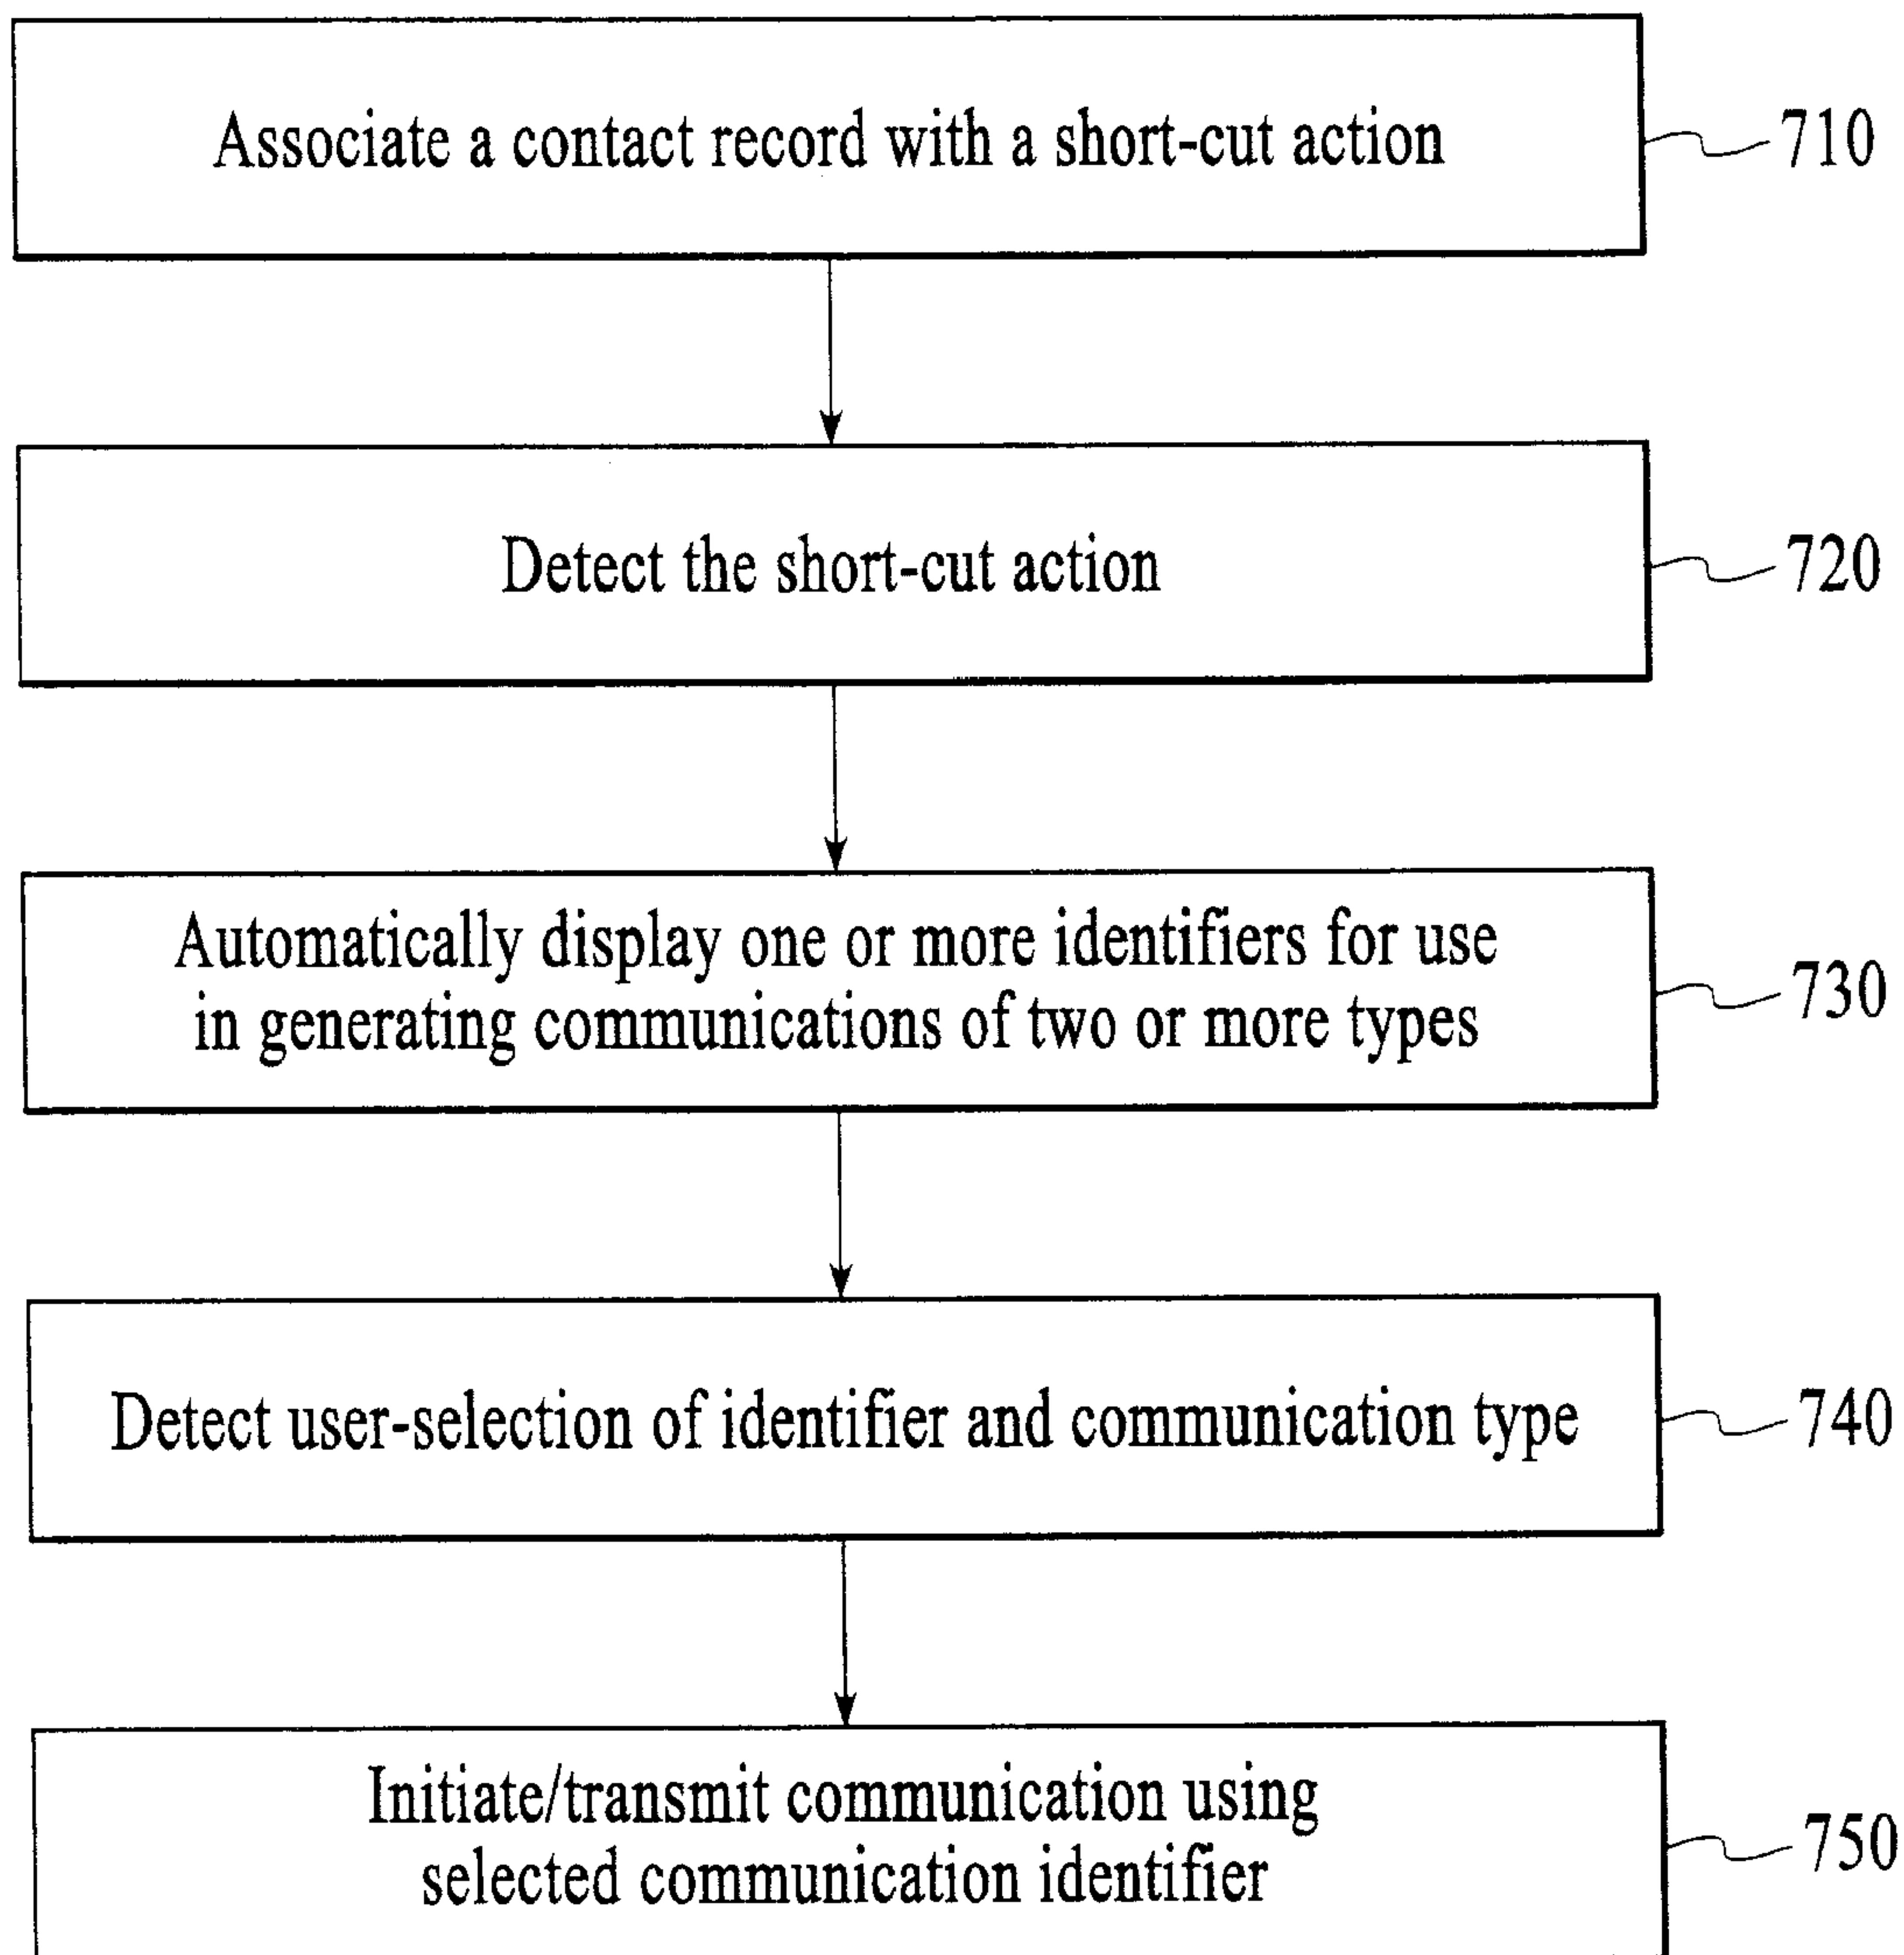 Associate a contact record with a short-cut action
710
Detect the short-cut action
720
Automatically display one or more identifiers for use
in generating communications of two or more types
730
Detect user-selection of identifier and communication type
740
Initiate/transmit communication using
selected communication identifier
750